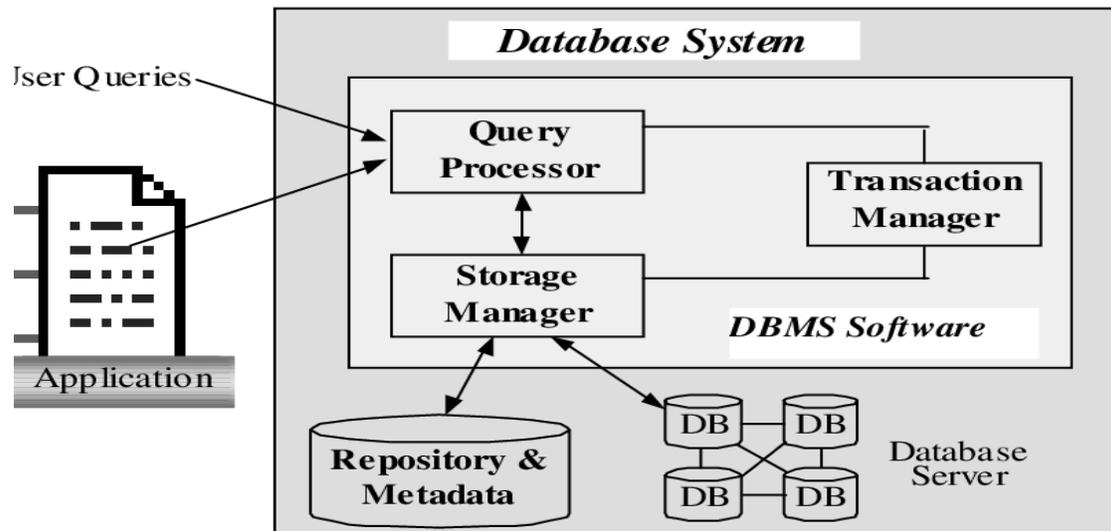 Database System
User Queries
Query
Processor
Transaction
Manager
Storage
Manager
DBMS Software
Application
Repository &
Metadata
DB
DB
DB
DB
Database
Server